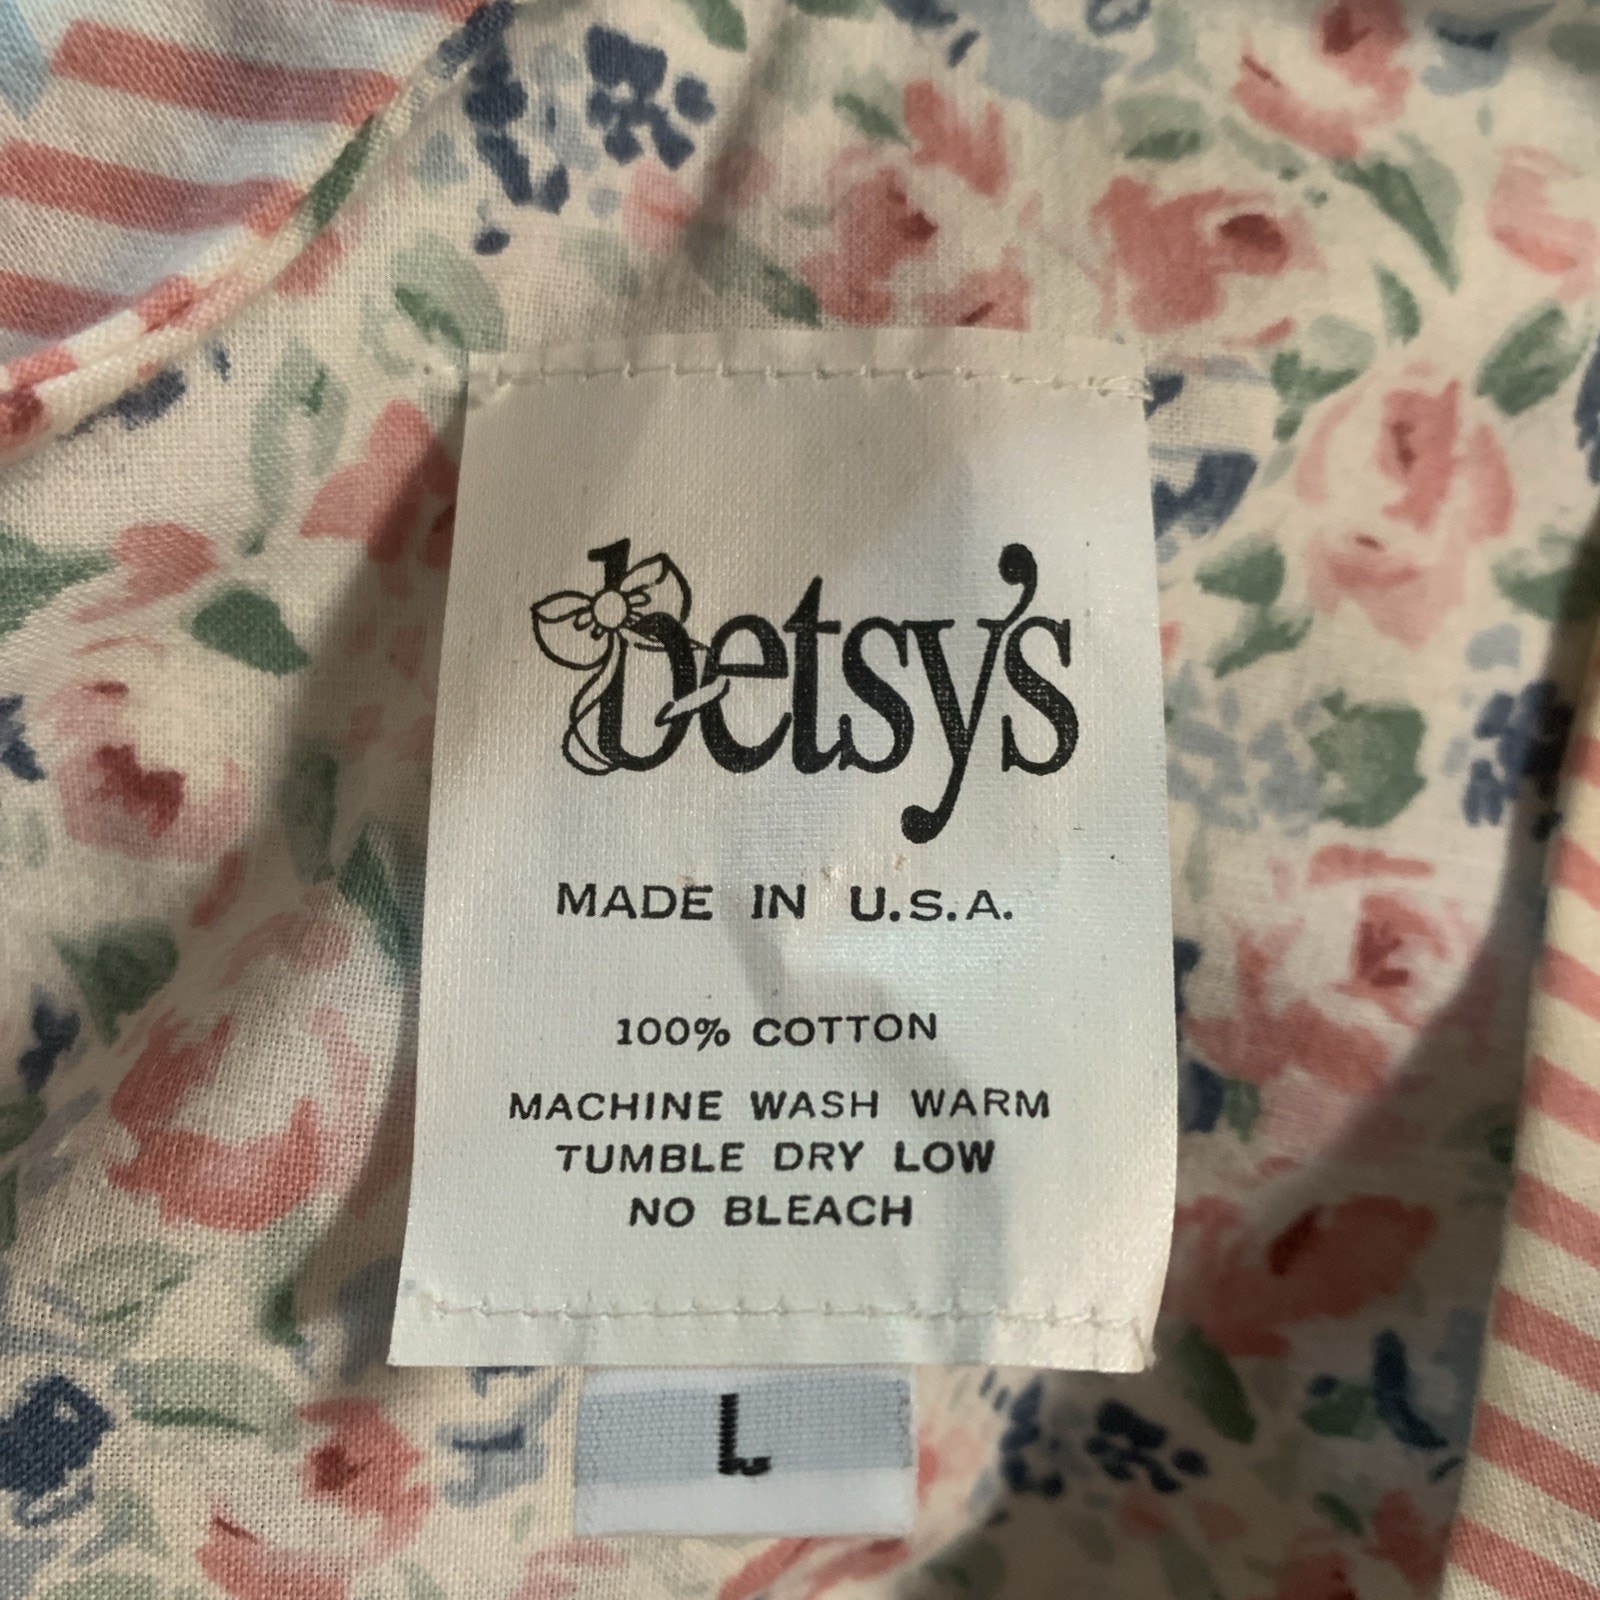 betsy's
MADE IN U.S.A.
100% COTTON
MACHINE WASH WARM
TUMBLE DRY LOW
NO BLEACH
L